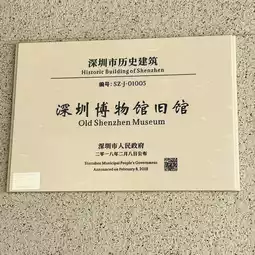 深圳市历史建筑
Historic Building of Shenzhen
编号:SZ-J-01005
深圳博物馆旧馆
Old Shenzhen Museum
深圳市人民政府
二零一八年二月八日公布
Shenzhen Municipal People's Government
Announced on February 8, 2018